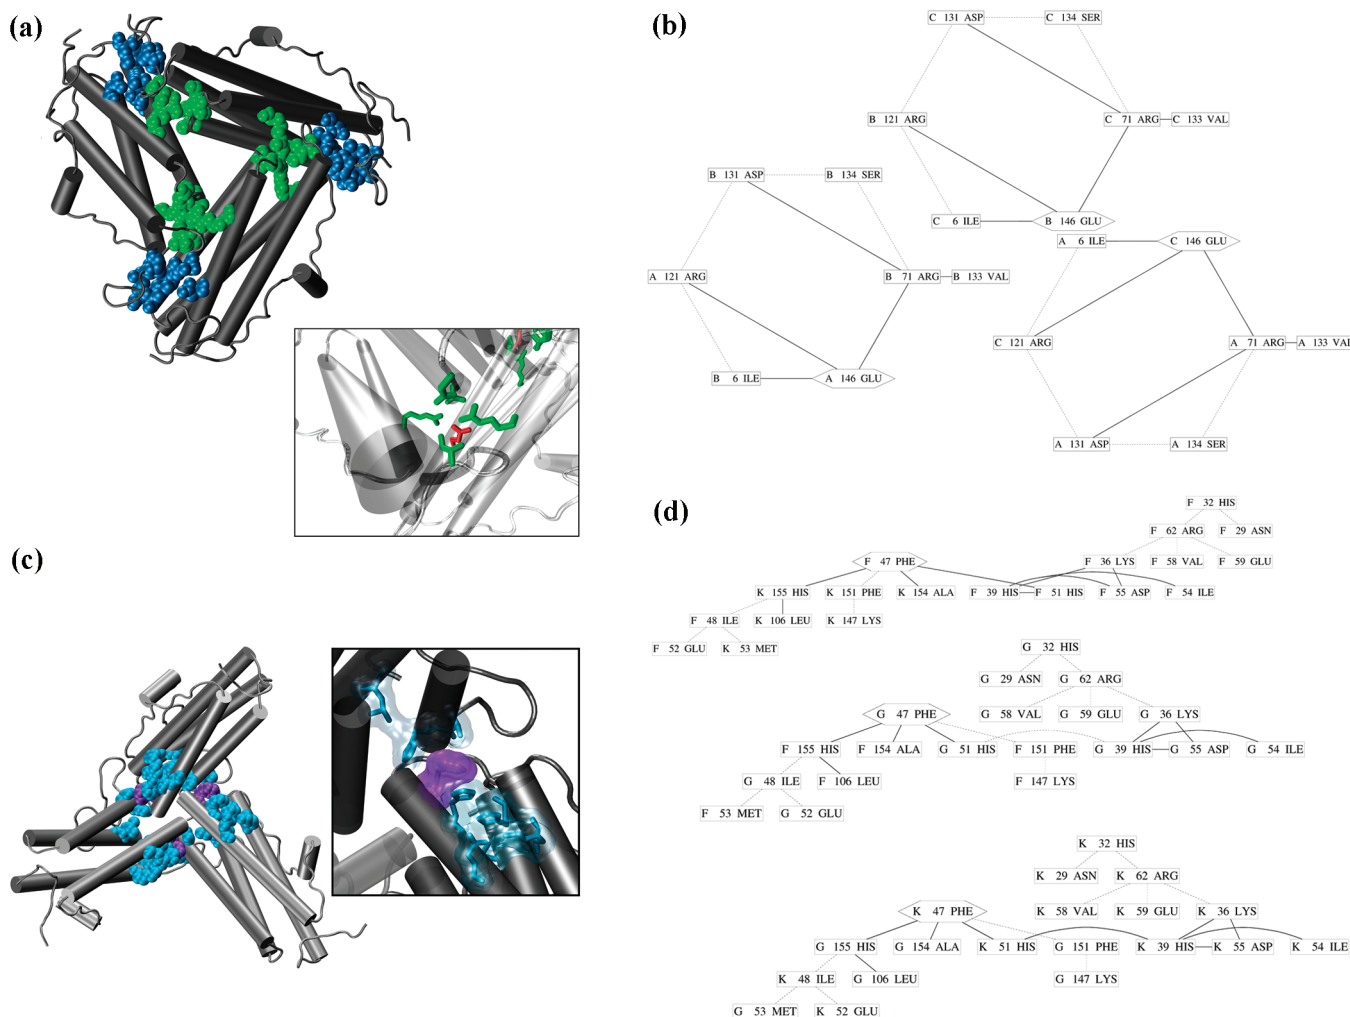 (a)
(b)
C 131 ASP
C 134 SER
B 121 ARG
C 71 ARG
C 133 VAL
C 6 ILE
B 146 GLU
B 131 ASP
B 134 SER
A 121 ARG
B 71 ARG
B 133 VAL
B 6 ILE
A 146 GLU
A 6 ILE
C 146 GLU
C 121 ARG
A 71 ARG
A 133 VAL
A 131 ASP
A 134 SER
(c)
(d)
F 32 HIS
F 62 ARG
F 29 ASN
F 47 PHE
F 36 LYS
F 58 VAL
F 59 GLU
K 155 HIS
K 151 PHE
K 154 ALA
F 39 HIS
F 51 HIS
F 55 ASP
F 54 ILE
F 48 ILE
K 106 LEU
K 147 LYS
F 52 GLU
K 53 MET
G 32 HIS
G 29 ASN
G 62 ARG
G 47 PHE
G 58 VAL
G 59 GLU
G 36 LYS
F 155 HIS
F 154 ALA
G 51 HIS
F 151 PHE
G 39 HIS
G 55 ASP
G 54 ILE
G 48 ILE
F 106 LEU
F 147 LYS
F 53 MET
G 52 GLU
K 32 HIS
K 29 ASN
K 62 ARG
K 47 PHE
K 58 VAL
K 59 GLU
K 36 LYS
G 155 HIS
G 154 ALA
K 51 HIS
G 151 PHE
K 39 HIS
K 55 ASP
K 54 ILE
K 48 ILE
G 106 LEU
G 147 LYS
G 53 MET
K 52 GLU